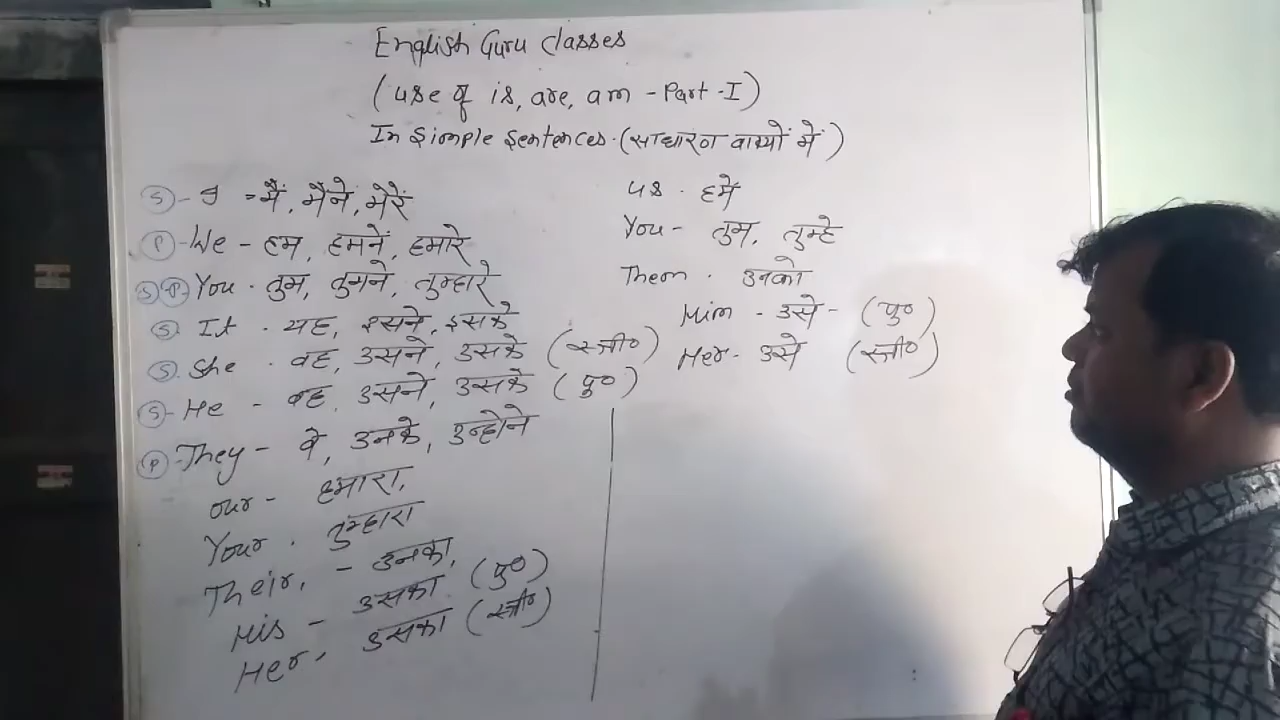 English Guru Classes
(use of is, are, am - Part - I)
In Simple Sentences. (साधारण वाक्यों में)
(S) - I = मैं, मैंने, मेरे
(P) - We - हम, हमने, हमारे
(S) (P) You - तुम, तुमने, तुम्हारे
(S) It - यह, इसने, इसके
(S) She - वह, उसने, उसके (स्त्री०)
(S) - He - वह, उसने, उसके (पु०)
(P) - They - वे, उनके, उन्होने
our - हमारा,
Your - तुम्हारा
Their, - उनका,
His - उसका (पु०)
Her, उसका (स्त्री०)
us - हमें
You - तुम, तुम्हे
Them - उनको
Him - उसे - (पु०)
Her - उसे (स्त्री०)